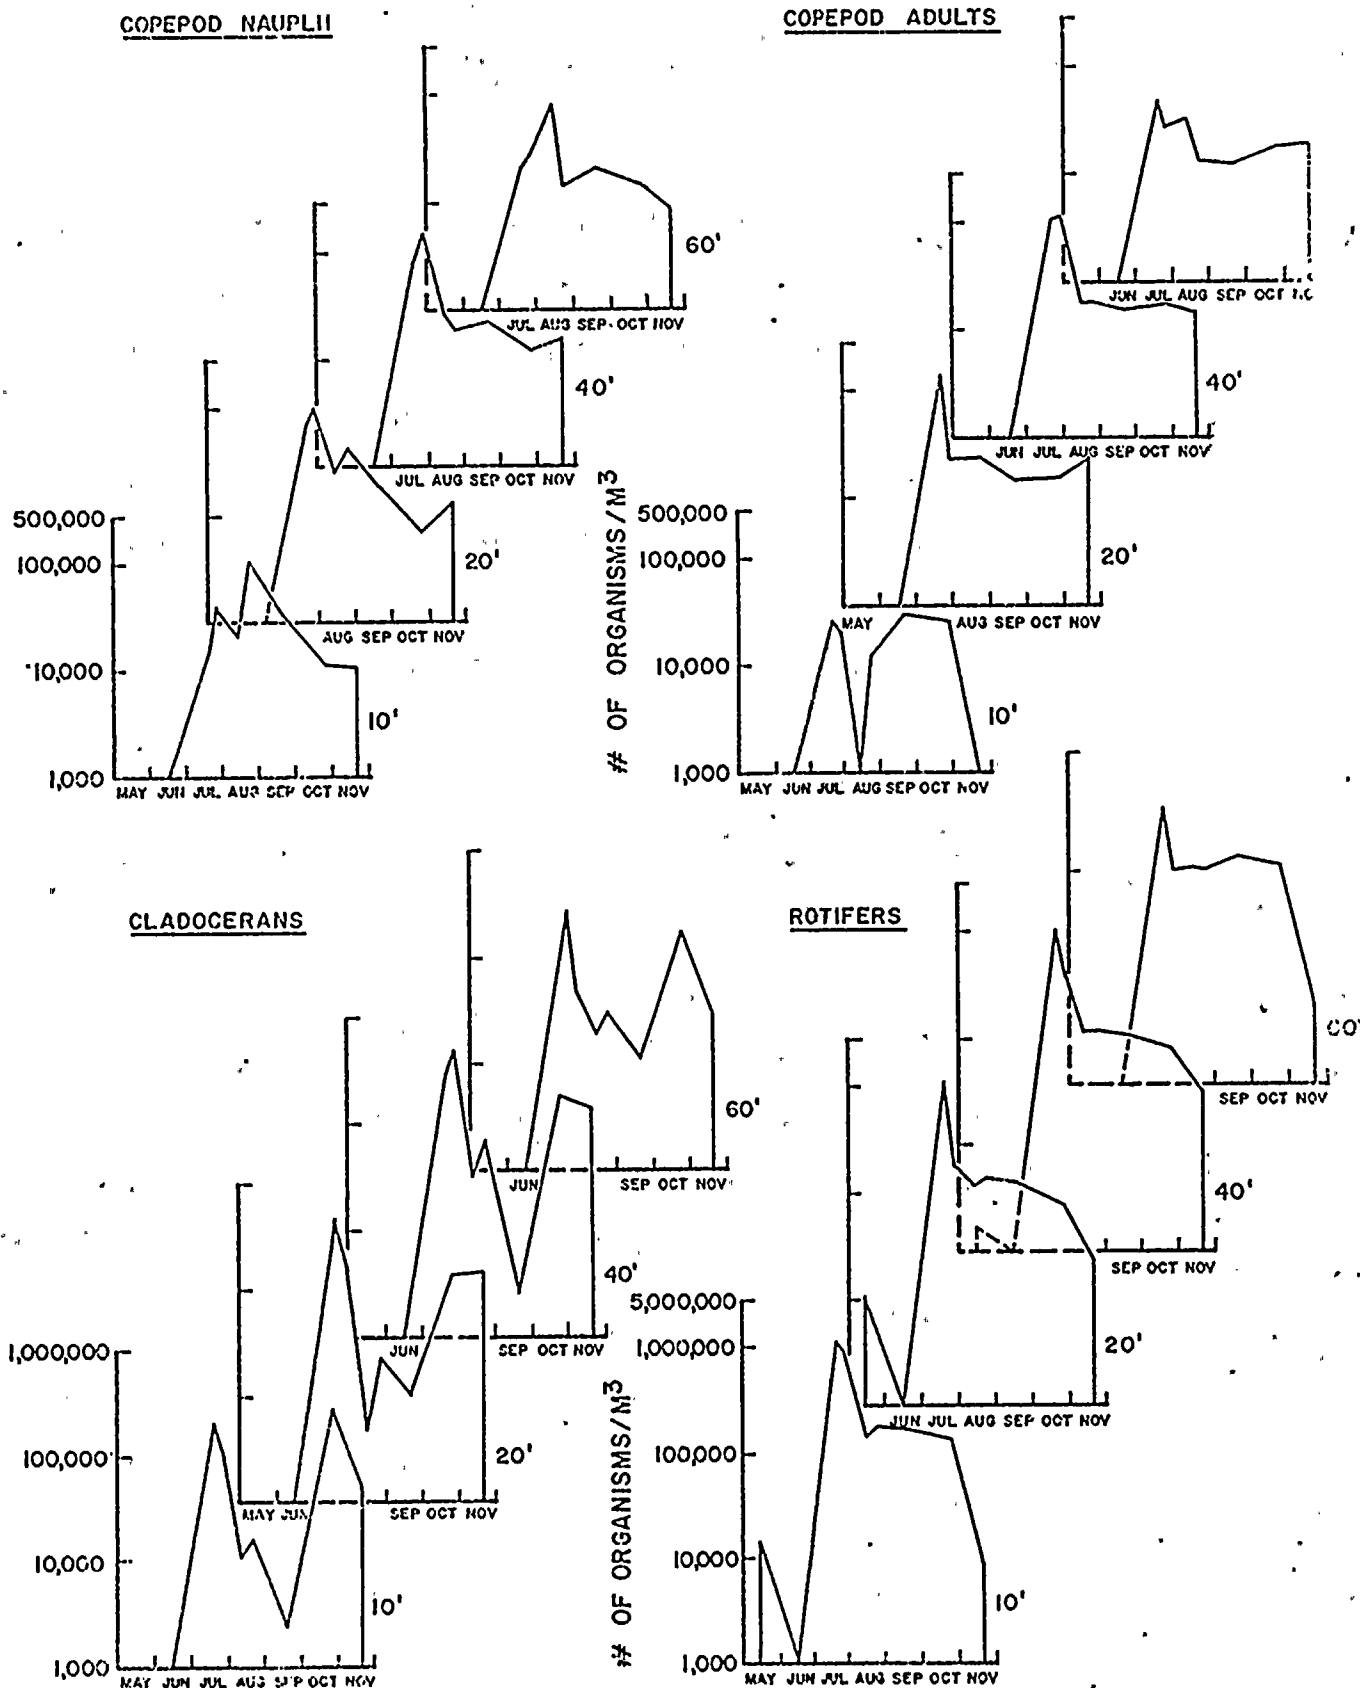 COPEPOD NAUPLII
60'
JUL AUG SEP OCT NOV
40'
JUL AUG SEP OCT NOV
500,000
100,000
20'
AUG SEP OCT NOV
10,000
10'
1,000
MAY JUN JUL AUG SEP OCT NOV
COPEPOD ADULTS
JUN JUL AUG SEP OCT
40'
JUN JUL AUG SEP OCT NOV
# OF ORGANISMS/M³
500,000
100,000
20'
MAY AUG SEP OCT NOV
10,000
10'
1,000
MAY JUN JUL AUG SEP OCT NOV
CLADOCERANS
60'
JUN SEP OCT NOV
40'
JUN SEP OCT NOV
1,000,000
100,000
20'
MAY JUN SEP OCT NOV
10,000
10'
1,000
MAY JUN JUL AUG SEP OCT NOV
ROTIFERS
SEP OCT NOV
40'
SEP OCT NOV
# OF ORGANISMS/M³
5,000,000
1,000,000
20'
JUN JUL AUG SEP OCT NOV
100,000
10,000
10'
1,000
MAY JUN JUL AUG SEP OCT NOV